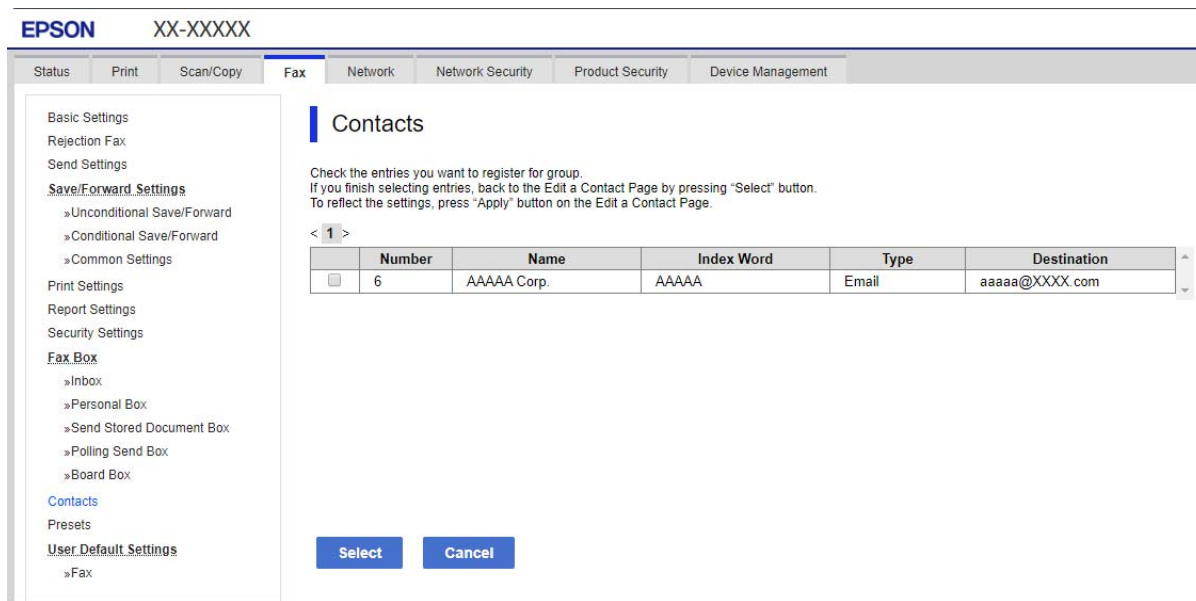 EPSON XX-XXXXX
Status Print Scan/Copy Fax Network Network Security Product Security Device Management
Basic Settings
Rejection Fax
Send Settings
Save/Forward Settings
»Unconditional Save/Forward
»Conditional Save/Forward
»Common Settings
Print Settings
Report Settings
Security Settings
Fax Box
»Inbox
»Personal Box
»Send Stored Document Box
»Polling Send Box
»Board Box
Contacts
Presets
User Default Settings
»Fax
Contacts
Check the entries you want to register for group.
If you finish selecting entries, back to the Edit a Contact Page by pressing "Select" button.
To reflect the settings, press "Apply" button on the Edit a Contact Page.
< 1 >
Number Name Index Word Type Destination
6 AAAAA Corp. AAAAA Email aaaaa@XXXX.com
Select Cancel